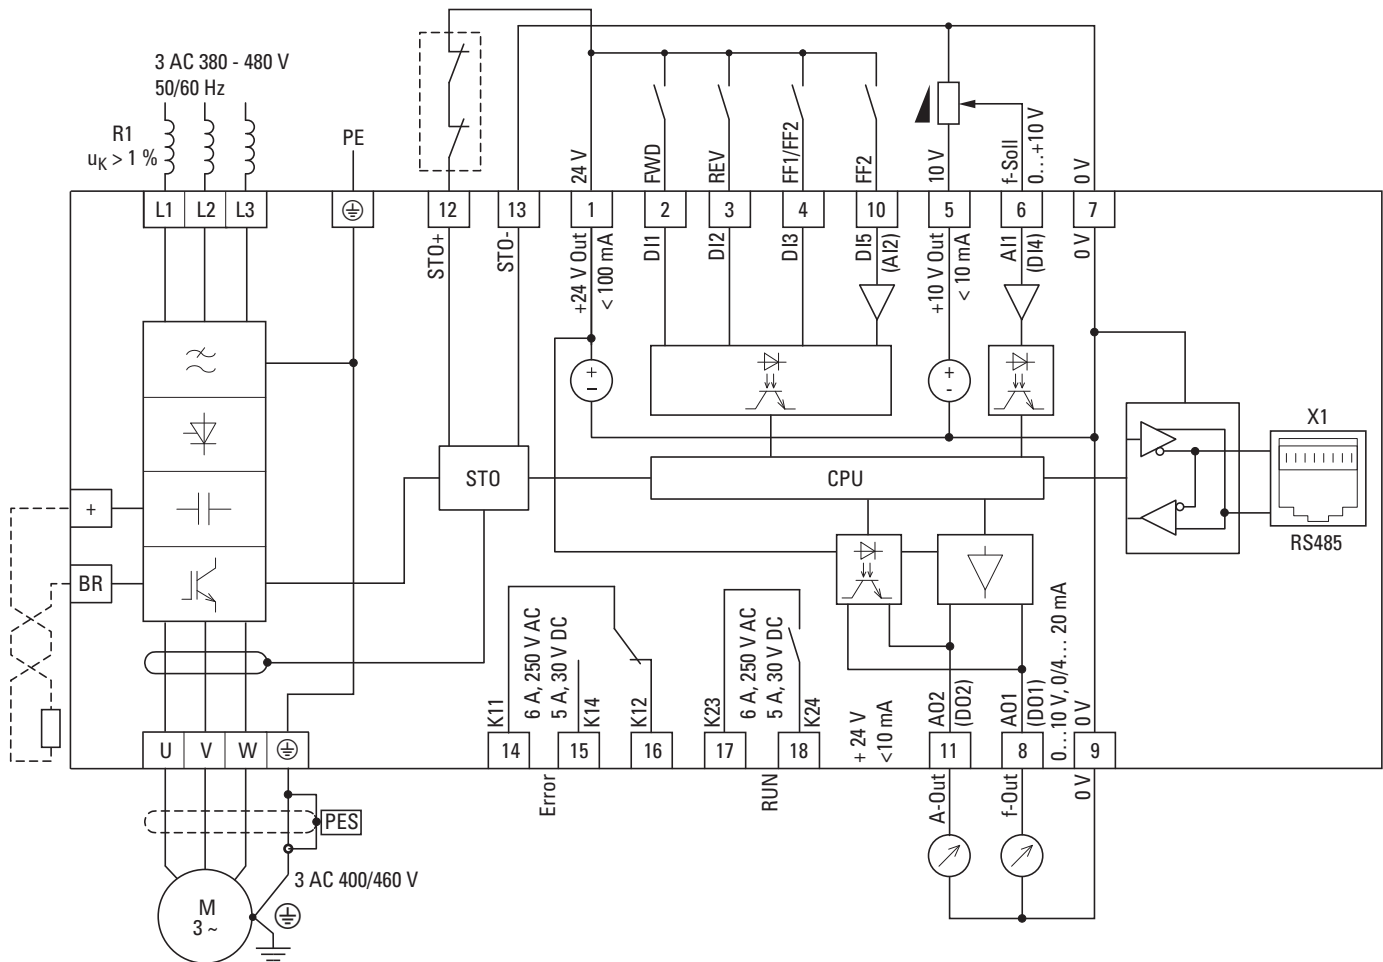 3 AC 380 - 480 V
50/60 Hz
R1
uK > 1 %
PE
24 V
FWD
REV
FF1/FF2
FF2
10 V
f-Soll
0…+10 V
0 V
L1 L2 L3
12 13 1 2 3 4 10 5 6 7
STO+
STO-
+24 V Out
< 100 mA
DI1
DI2
DI3
DI5
(AI2)
+10 V Out
< 10 mA
AI1
(DI4)
0 V
+
-
+
-
X1
RS485
STO
CPU
+
BR
6 A, 250 V AC
5 A, 30 V DC
K11
K14
K12
6 A, 250 V AC
5 A, 30 V DC
K23
K24
+ 24 V
<10 mA
AO2
(DO2)
AO1
(DO1)
0…10 V, 0/4… 20 mA
0 V
U V W
14 15 16 17 18 11 8 9
Error
RUN
A-Out
f-Out
0 V
PES
3 AC 400/460 V
M
3 ~